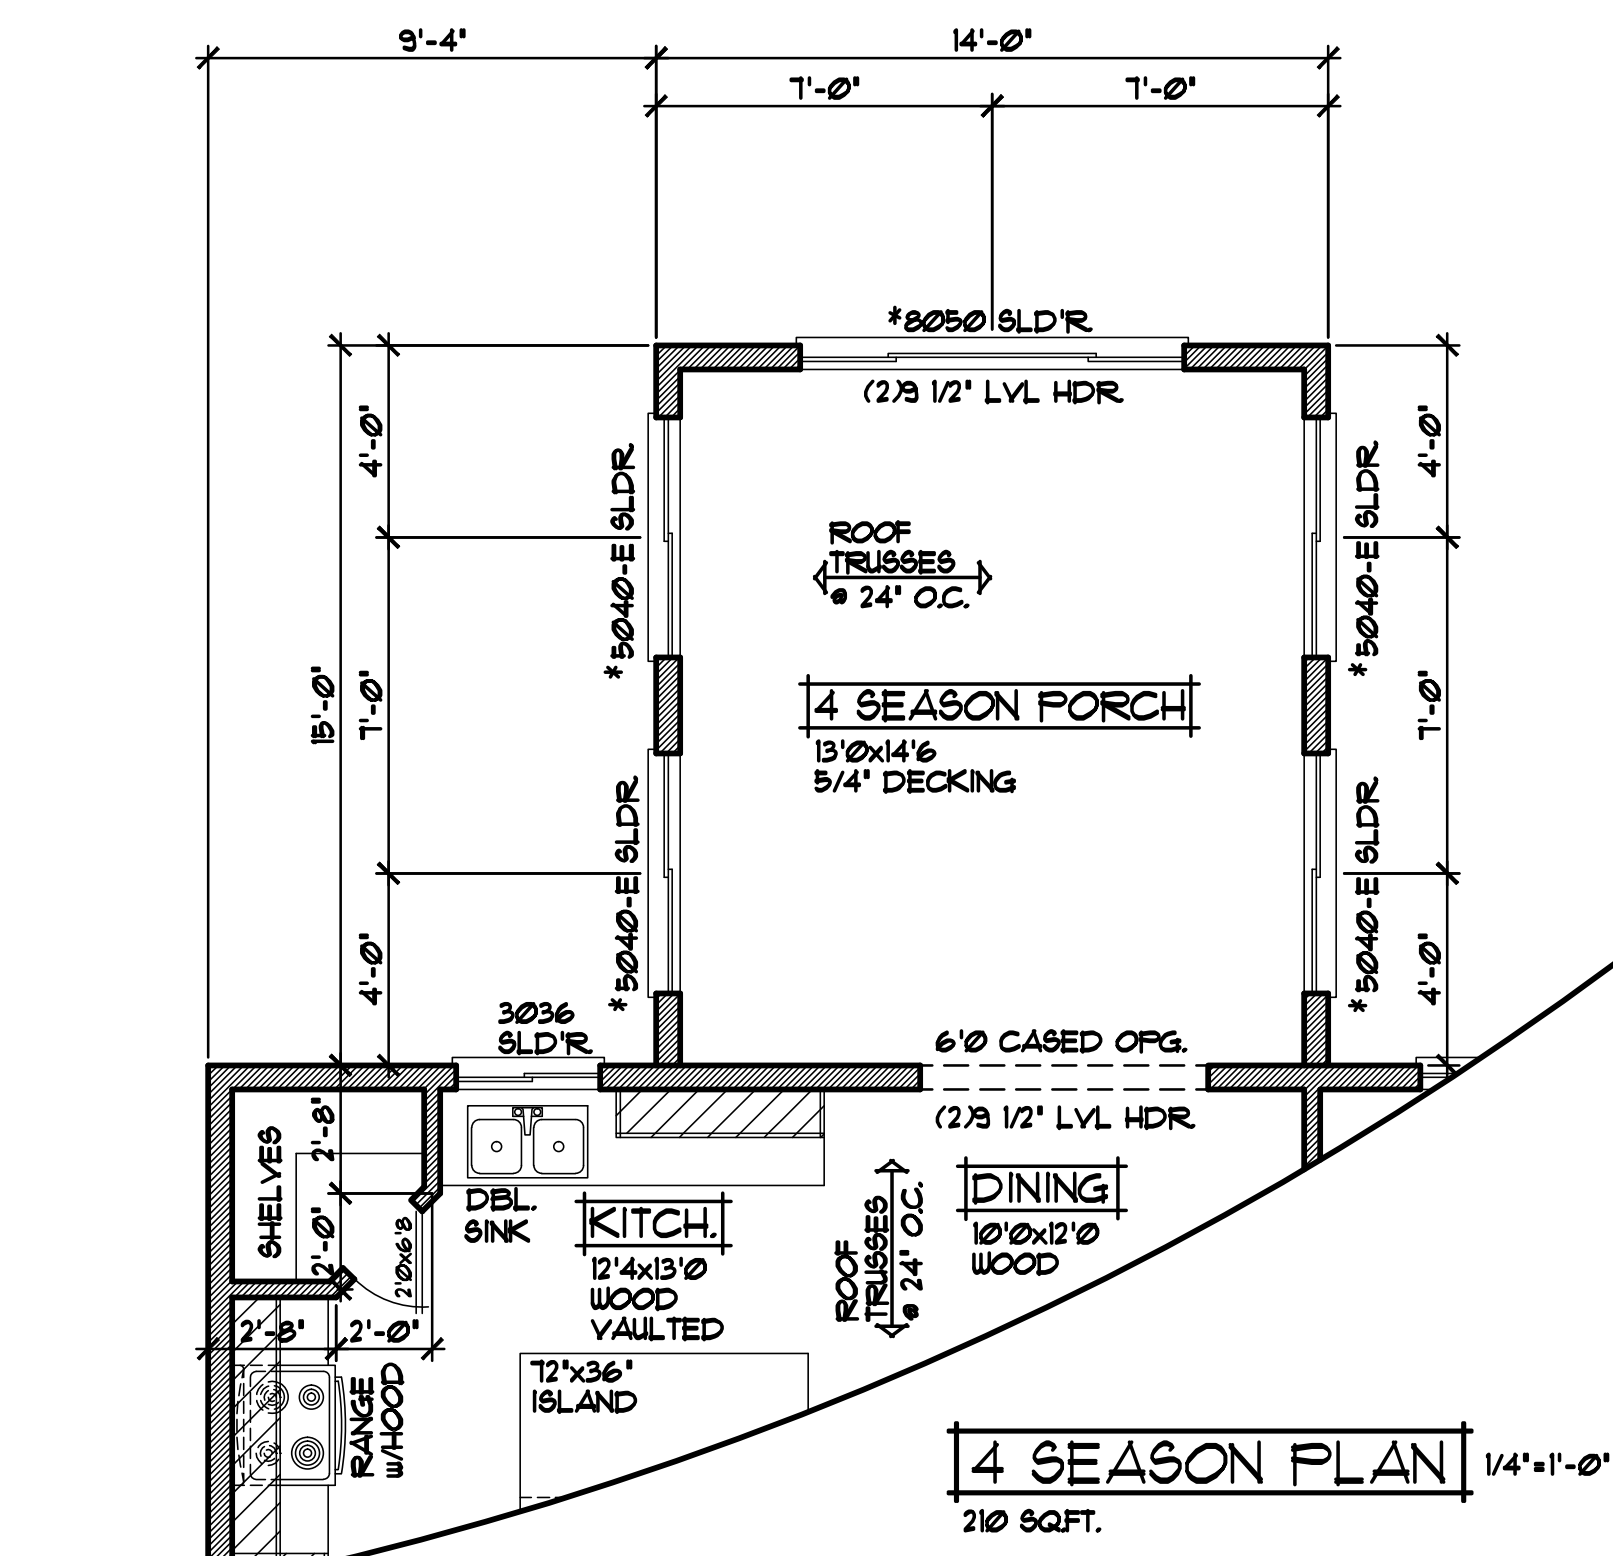 9'-4"
14'-0"
7'-0"
7'-0"
*8050 SLD'R
(2)9 1/2" LVL HDR
4'-0"
4'-0"
*5040-E SLDR.
*5040-E SLDR.
ROOF
TRUSSES
@ 24" O.C.
15'-0"
7'-0"
7'-0"
4 SEASON PORCH
13'0x14'6
5/4" DECKING
*5040-E SLDR.
*5040-E SLDR.
4'-0"
4'-0"
3036
SLD'R
6'0 CASED OPG.
(2)9 1/2" LVL HDR
2'-8"
SHELVES
2'-0"
2'0x6'8
DBL.
SINK
KITCH.
12'4x13'0
WOOD
VAULTED
ROOF
TRUSSES
@ 24" O.C.
DINING
10'0x12'0
WOOD
2'-8"
2'-0"
RANGE
W/HOOD
72"x36"
ISLAND
4 SEASON PLAN
1/4"=1'-0"
210 SQ.FT.